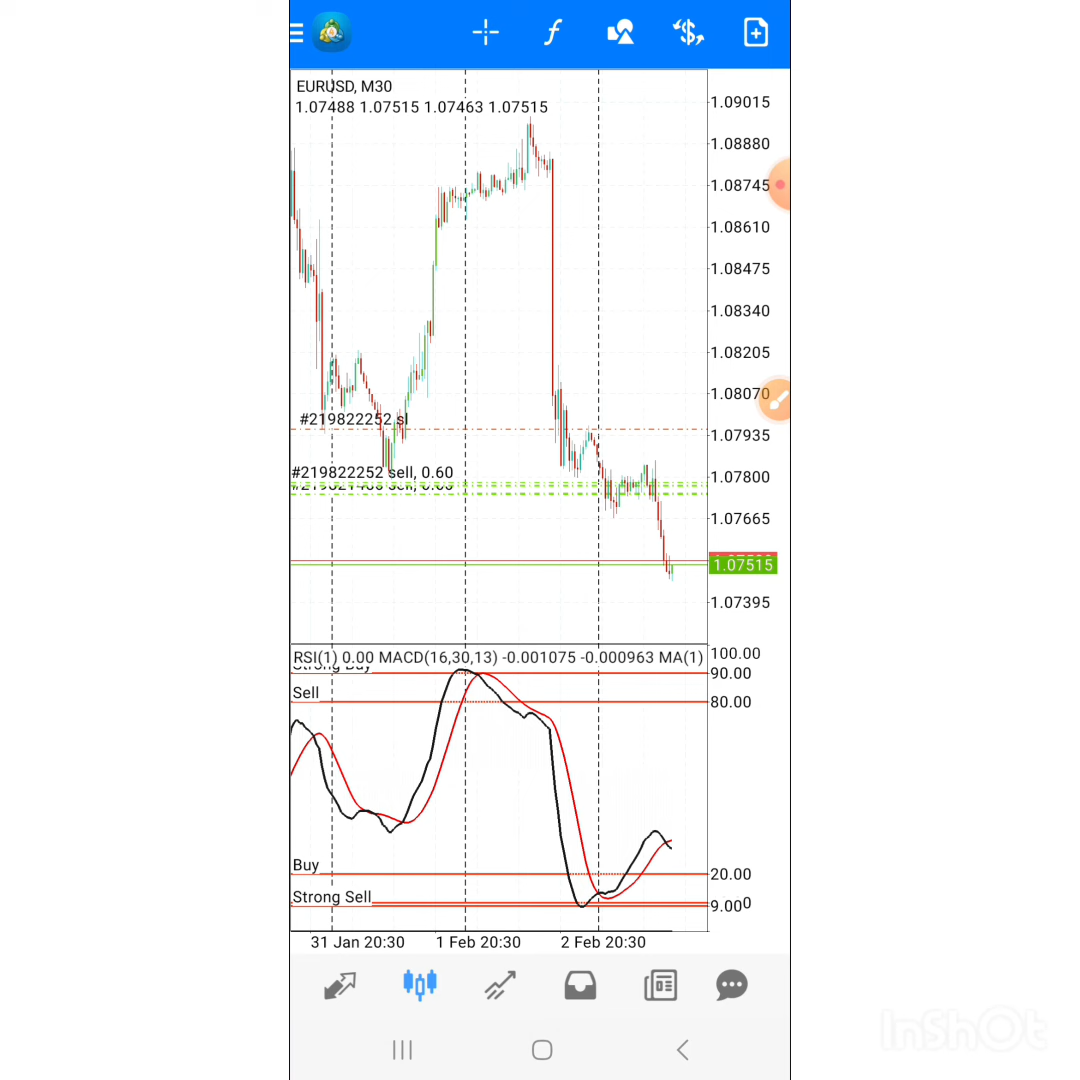 EURUSD, M30
1.07488 1.07515 1.07463 1.07515
1.09015
1.08880
1.08745
1.08610
1.08475
1.08340
1.08205
1.08070
#219822252 sl
1.07935
#219822252 sell, 0.60
1.07800
1.07665
1.07515
1.07395
RSI(1) 0.00 MACD(16,30,13) -0.001075 -0.000963 MA(1)
100.00
Strong Buy
90.00
Sell
80.00
Buy
20.00
Strong Sell
9.000
31 Jan 20:30 1 Feb 20:30 2 Feb 20:30
InShOt